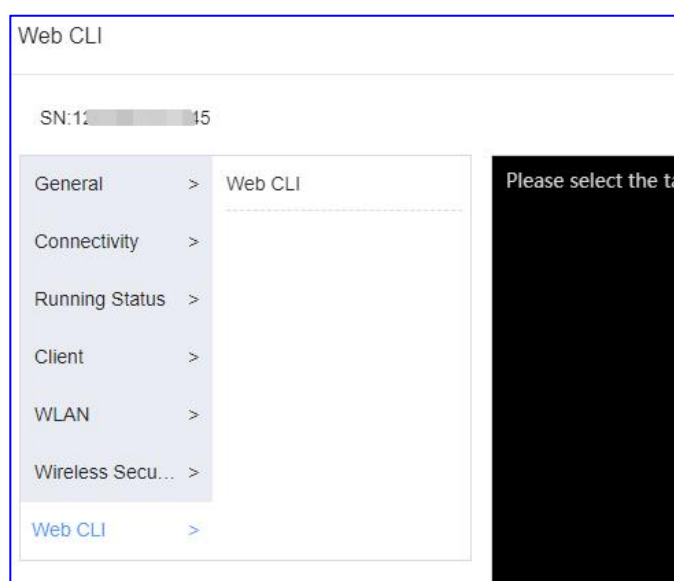 Web CLI
SN:12 45
General >
Web CLI
Please select the ta
Connectivity >
Running Status >
Client >
WLAN >
Wireless Secu... >
Web CLI >